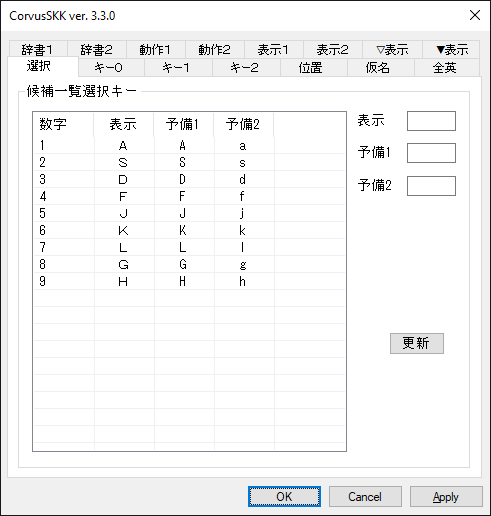 CorvusSKK ver. 3.3.0
辞書1 辞書2 動作1 動作2 表示1 表示2 ▽表示 ▼表示
選択 キー0 キー1 キー2 位置 仮名 全英
候補一覧選択キー
数字 表示 予備1 予備2
1 A A a
2 S S s
3 D D d
4 F F f
5 J J j
6 K K k
7 L L l
8 G G g
9 H H h
表示
予備1
予備2
更新
OK Cancel Apply